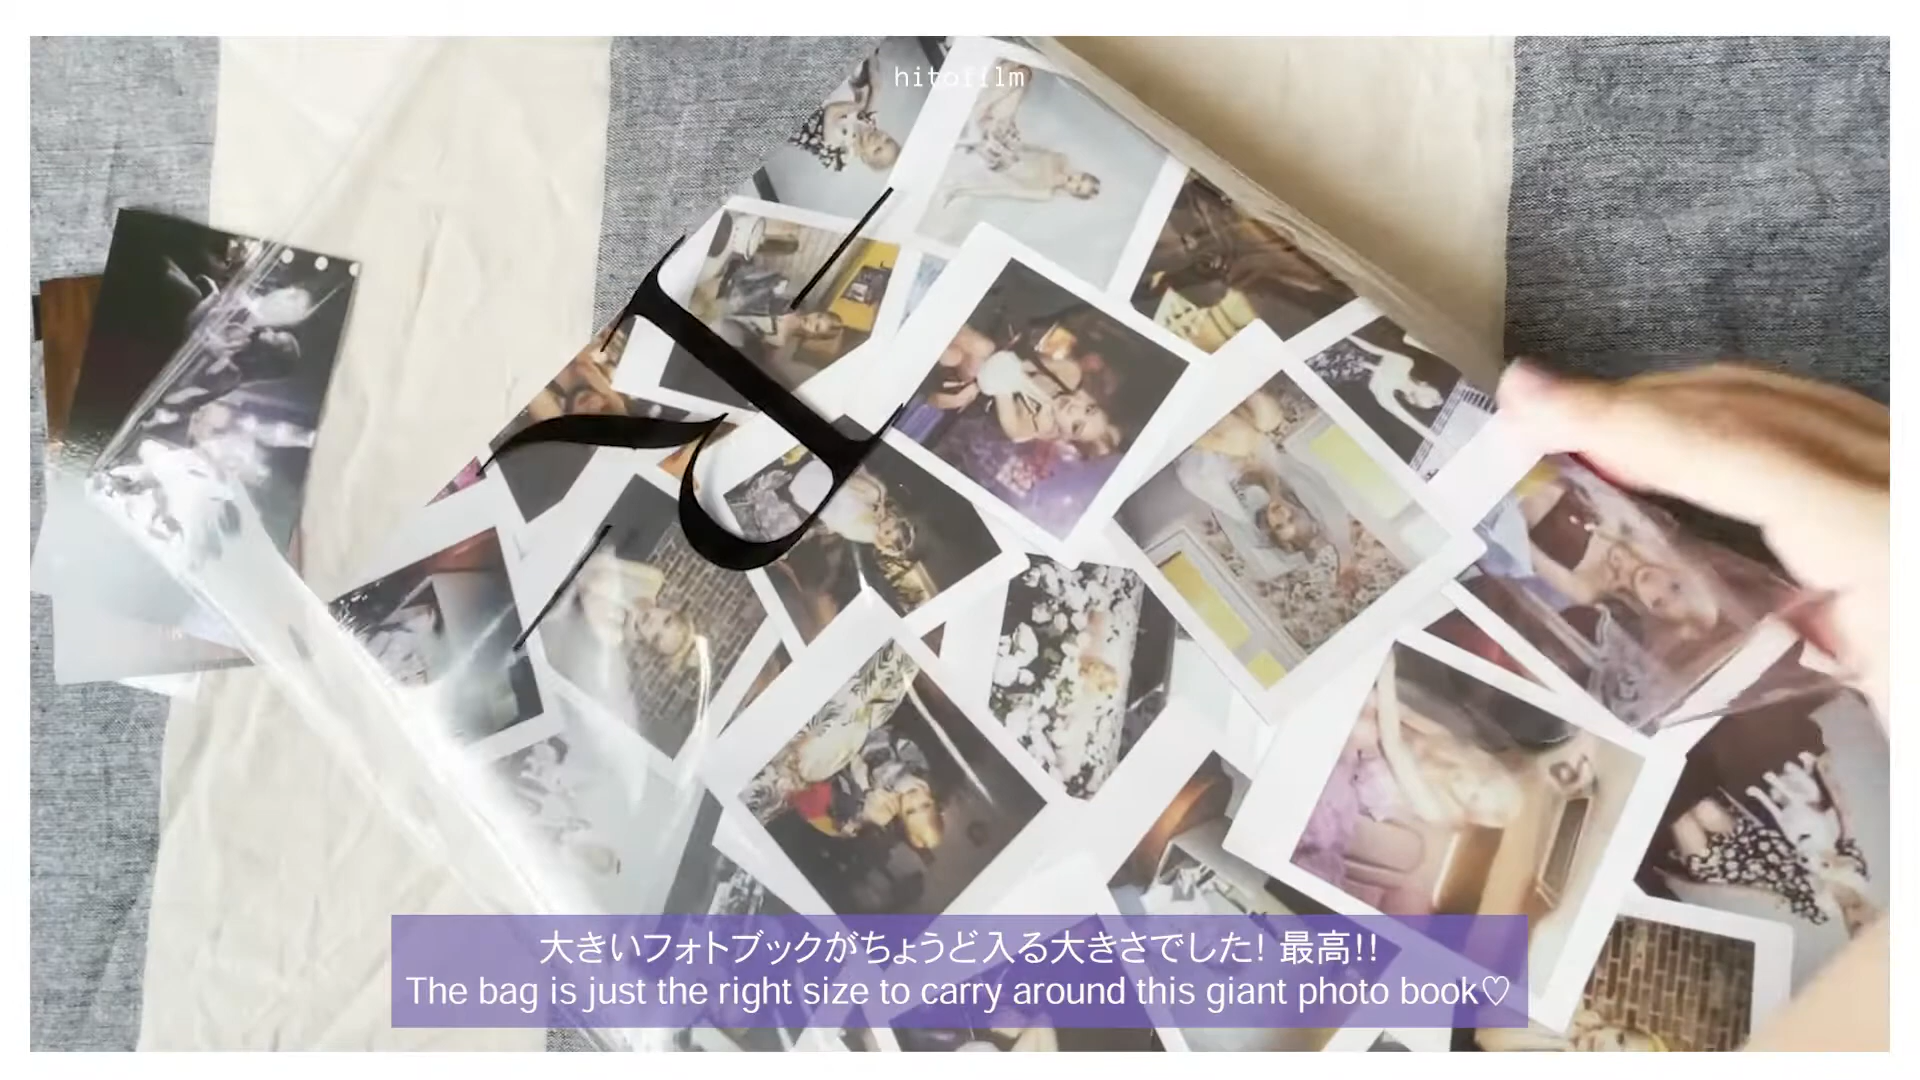 hitofilm
-R-
大きいフォトブックがちょうど入る大きさでした! 最高!!
The bag is just the right size to carry around this giant photo book♡